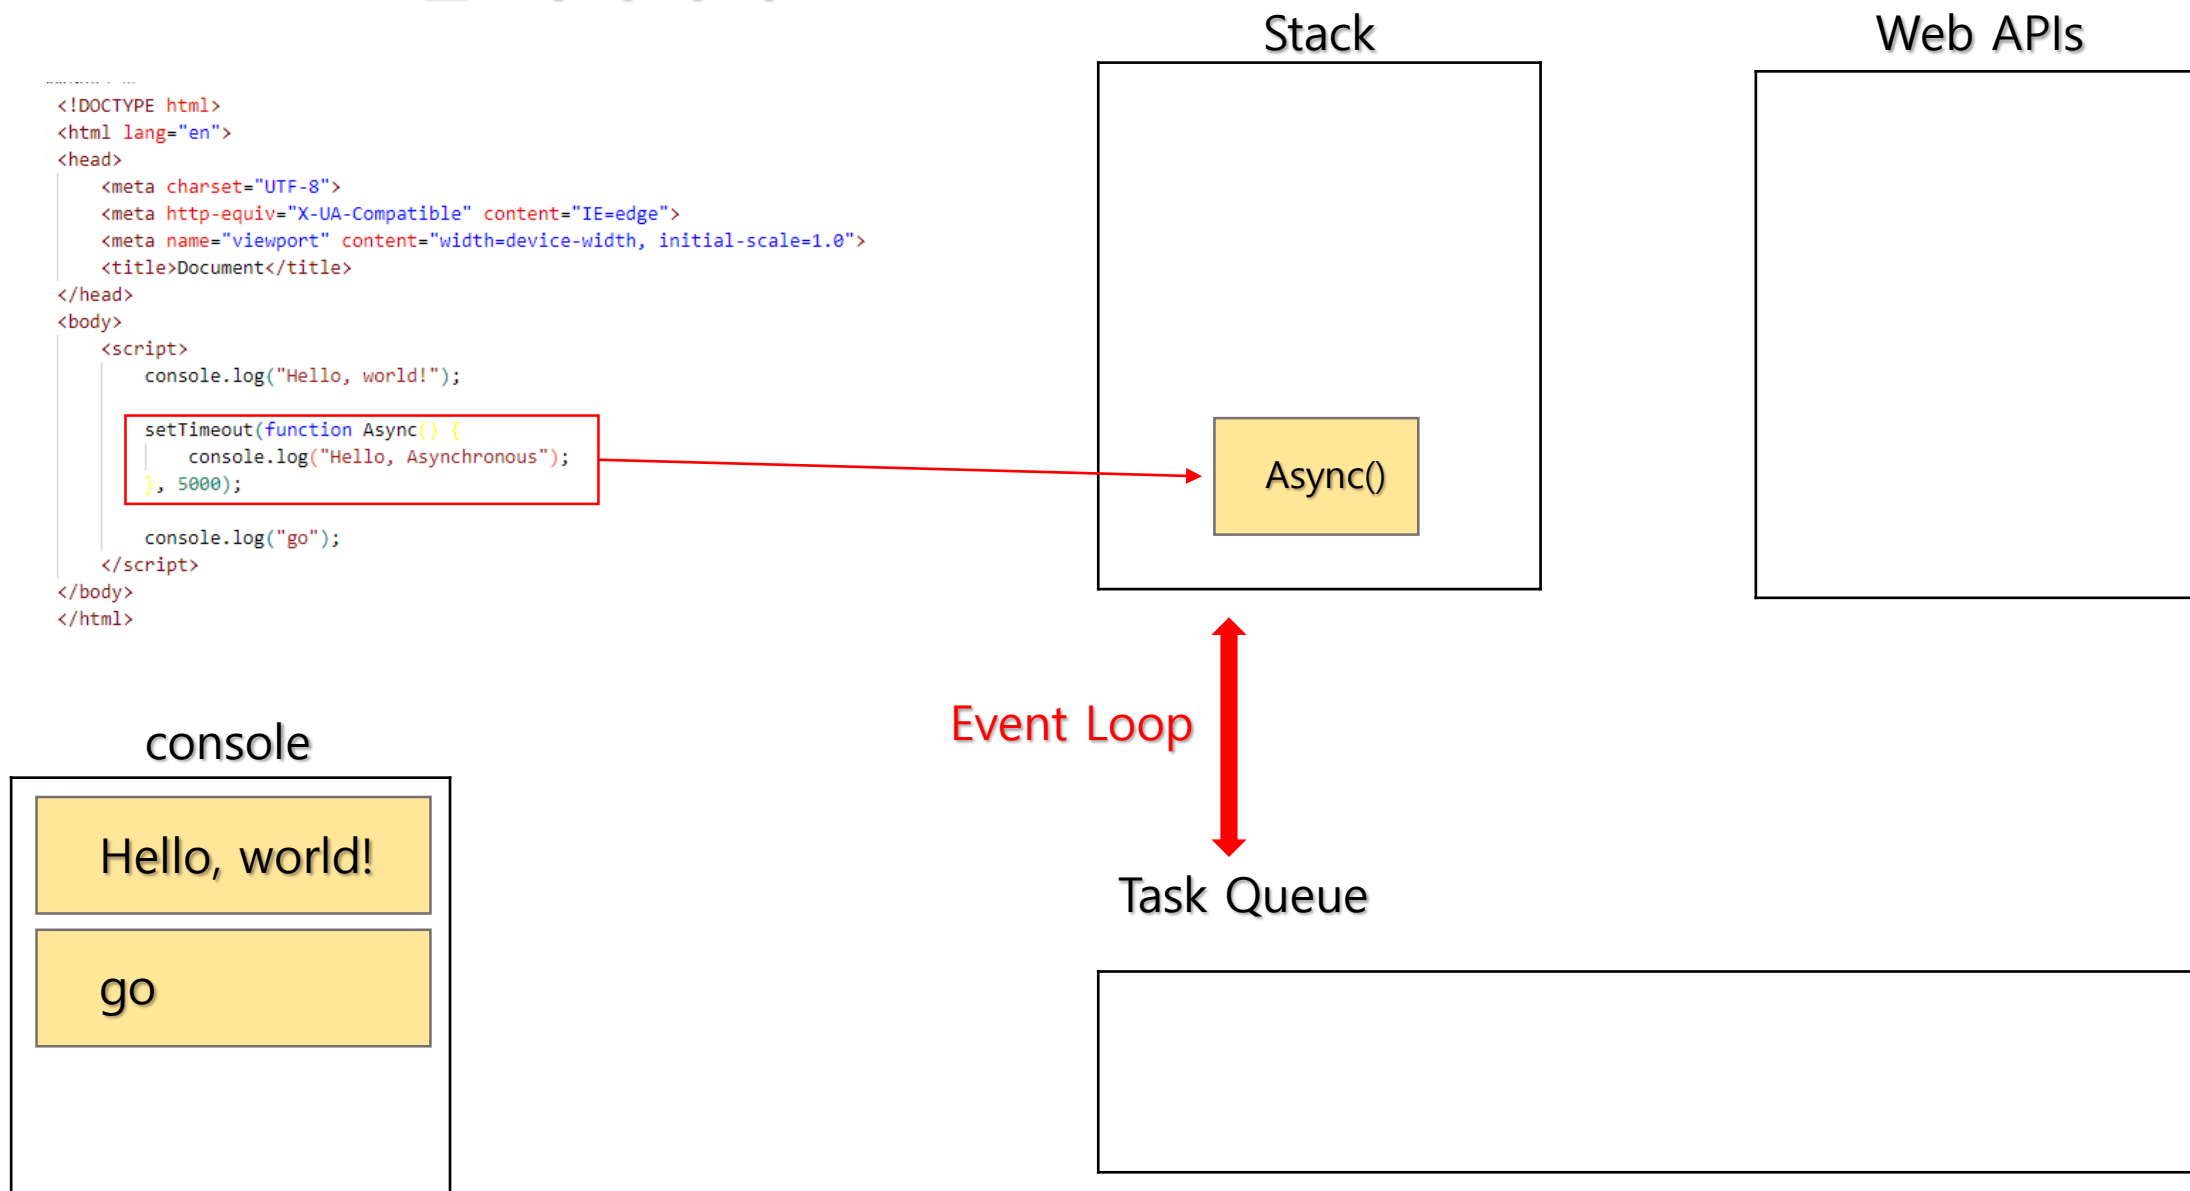 <!DOCTYPE html>
<html lang="en">
<head>
<meta charset="UTF-8">
<meta http-equiv="X-UA-Compatible" content="IE=edge">
<meta name="viewport" content="width=device-width, initial-scale=1.0">
<title>Document</title>
</head>
<body>
<script>
console.log("Hello, world!");
setTimeout(function Async() {
console.log("Hello, Asynchronous");
}, 5000);
console.log("go");
</script>
</body>
</html>
Stack
Async()
Web APIs
Event Loop
Task Queue
console
Hello, world!
go